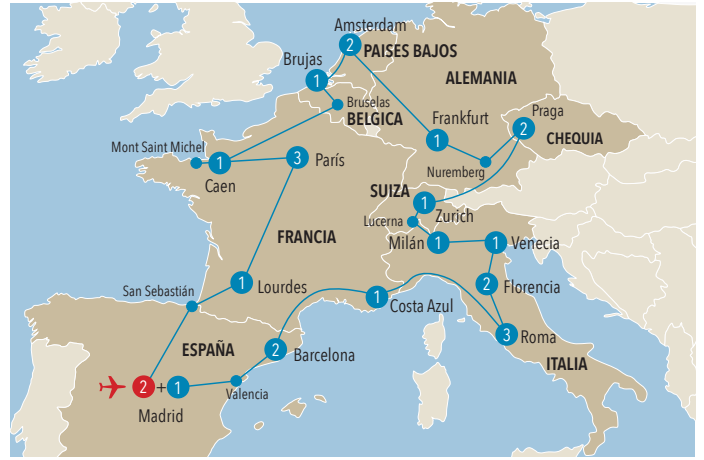 Amsterdam
2
PAISES BAJOS
Brujas
1
ALEMANIA
Bruselas
BELGICA
Frankfurt
1
Praga
2
CHEQUIA
Nuremberg
Mont Saint Michel
1
Caen
3
París
SUIZA
1
Zurich
Lucerna
Milán
1
1
Venecia
FRANCIA
San Sebastián
1
Lourdes
1
Costa Azul
2
Florencia
3
Roma
ITALIA
ESPAÑA
2
Barcelona
2
+
1
Madrid
Valencia